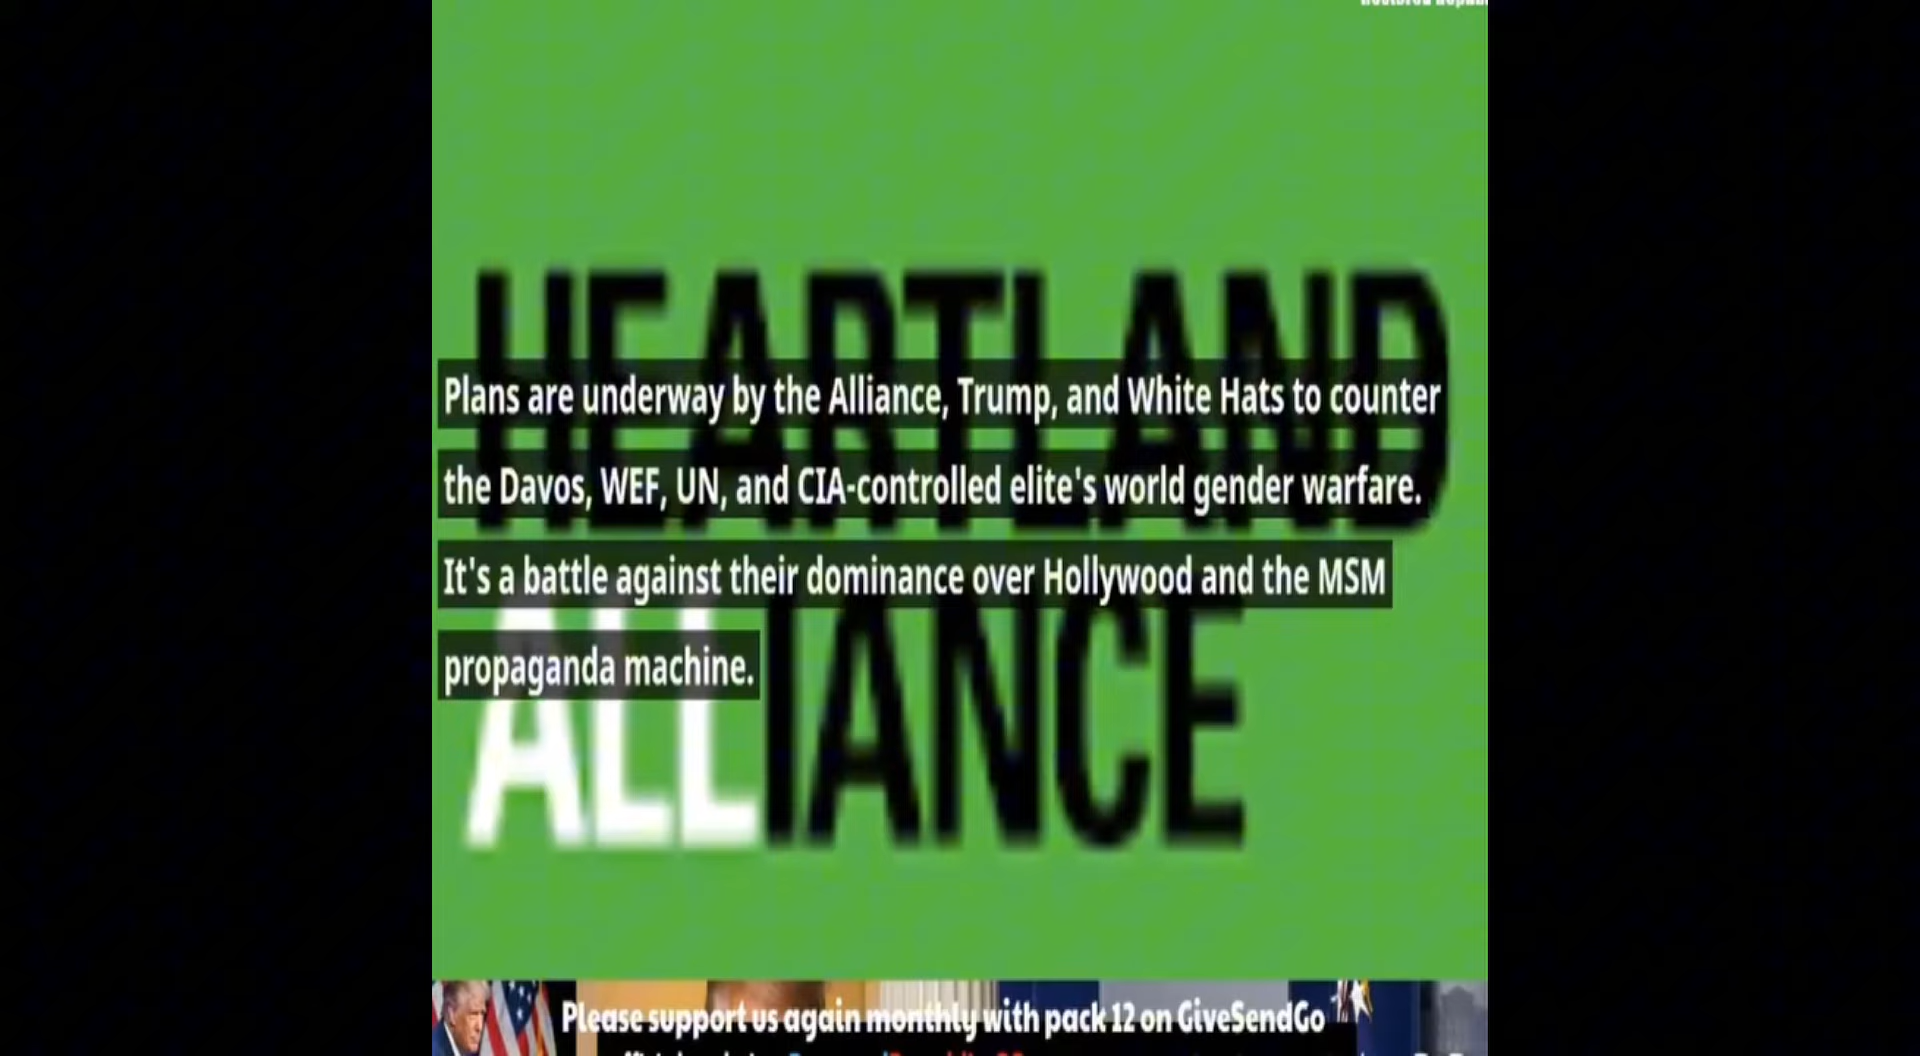 HEARTLAND
Plans are underway by the Alliance, Trump, and White Hats to counter
the Davos, WEF, UN, and CIA-controlled elite's world gender warfare.
It's a battle against their dominance over Hollywood and the MSM
propaganda machine.
ALLIANCE
Please support us again monthly with pack 12 on GiveSendGo